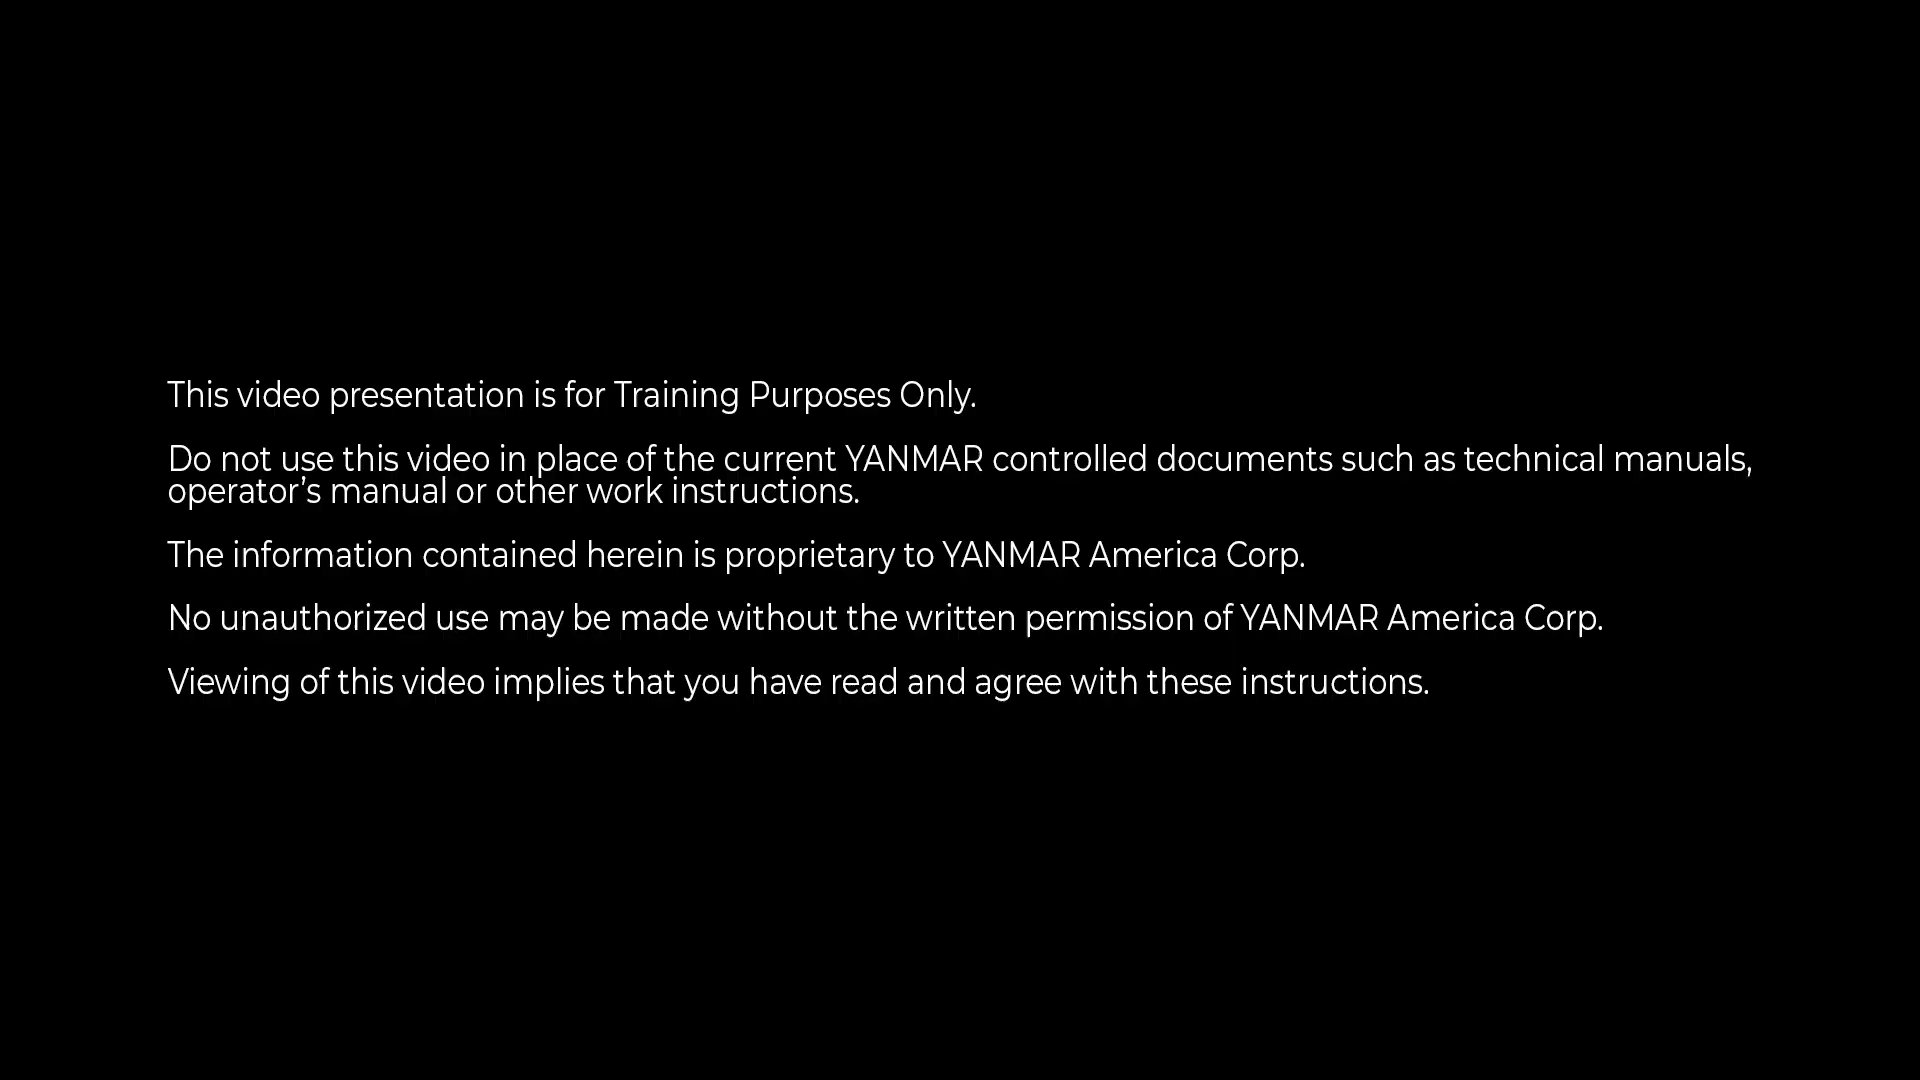 This video presentation is for Training Purposes Only.
Do not use this video in place of the current YANMAR controlled documents such as technical manuals,
operator’s manual or other work instructions.
The information contained herein is proprietary to YANMAR America Corp.
No unauthorized use may be made without the written permission of YANMAR America Corp.
Viewing of this video implies that you have read and agree with these instructions.